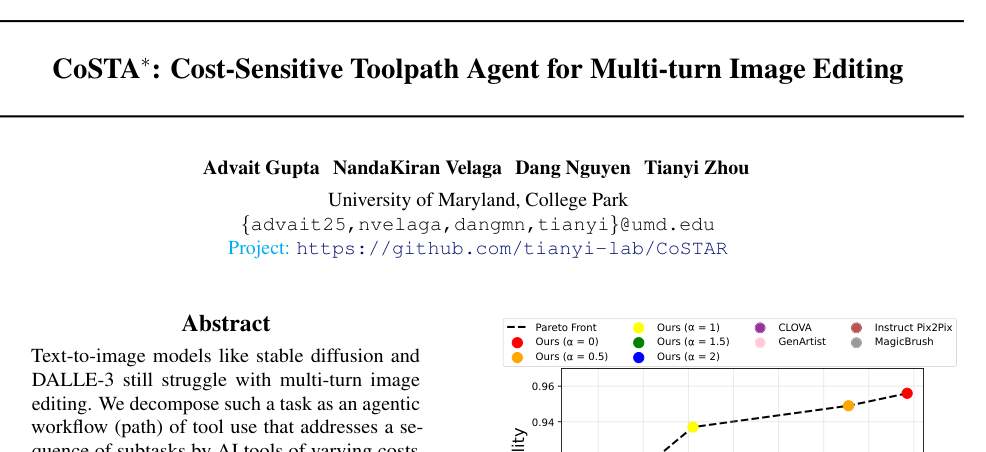 CoSTA*: Cost-Sensitive Toolpath Agent for Multi-turn Image Editing
Advait Gupta NandaKiran Velaga Dang Nguyen Tianyi Zhou
University of Maryland, College Park
{advait25,nvelaga,dangmn,tianyi}@umd.edu
Project: https://github.com/tianyi-lab/CoSTAR
Abstract
Text-to-image models like stable diffusion and
DALLE-3 still struggle with multi-turn image
editing. We decompose such a task as an agentic
workflow (path) of tool use that addresses a se-
quence of subtasks by AI tools of varying costs.
Pareto Front
Ours (α = 0)
Ours (α = 0.5)
Ours (α = 1)
Ours (α = 1.5)
Ours (α = 2)
CLOVA
GenArtist
Instruct Pix2Pix
MagicBrush
0.96
0.94
lity